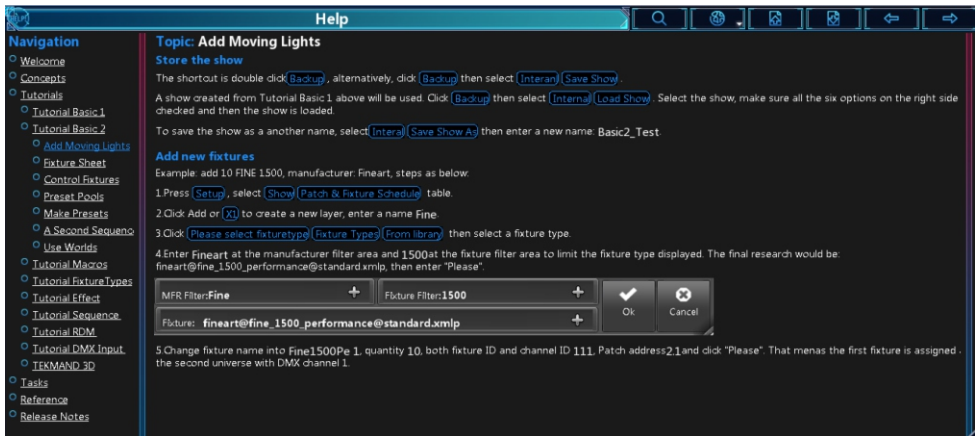 Help
Navigation
Welcome
Concepts
Tutorials
Tutorial Basic 1
Tutorial Basic 2
Add Moving Lights
Fixture Sheet
Control Fixtures
Preset Pools
Make Presets
A Second Sequenc
Use Worlds
Tutorial Macros
Tutorial FixtureTypes
Tutorial Effect
Tutorial Sequence
Tutorial RDM
Tutorial DMX Input
TEKMAND 3D
Tasks
Reference
Release Notes
Topic: Add Moving Lights
Store the show
The shortcut is double click Backup, alternatively, click Backup then select Interan Save Show.
A show created from Tutorial Basic 1 above will be used. Click Backup then select Interna Load Show. Select the show, make sure all the six options on the right side
checked and then the show is loaded.
To save the show as a another name, select Intera Save Show As then enter a new name: Basic2_Test.
Add new fixtures
Example: add 10 FINE 1500, manufacturer: Fineart, steps as below:
1.Press Setup, select Show Patch & Fixture Schedule table.
2.Click Add or X1 to create a new layer, enter a name Fine.
3.Click Please select fixturetype Fixture Types From library then select a fixture type.
4.Enter Fineart at the manufacturer filter area and 1500at the fixture filter area to limit the fixture type displayed. The final research would be:
fineart@fine_1500_performance@standard.xmlp, then enter "Please".
MFR Filter:Fine + Fixture Filter:1500 +
Fixture: fineart@fine_1500_performance@standard.xmlp +
Ok Cancel
5.Change fixture name into Fine1500Pe 1, quantity 10, both fixture ID and channel ID 111, Patch address2.1and click "Please". That menas the first fixture is assigned
the second universe with DMX channel 1.